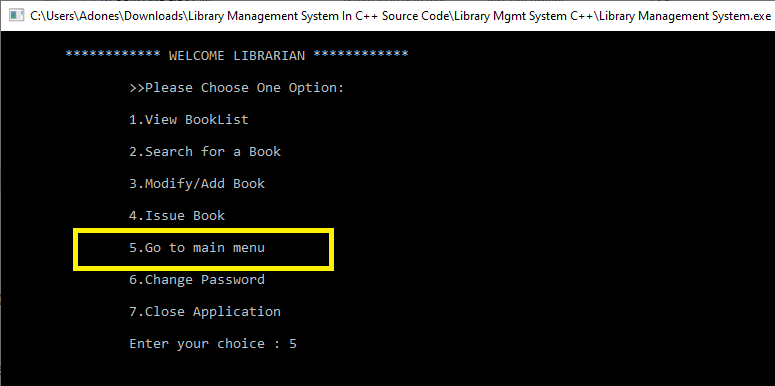 C:\Users\Adones\Downloads\Library Management System In C++ Source Code\Library Mgmt System C++\Library Management System.exe
************ WELCOME LIBRARIAN ************
>>Please Choose One Option:
1.View BookList
2.Search for a Book
3.Modify/Add Book
4.Issue Book
5.Go to main menu
6.Change Password
7.Close Application
Enter your choice : 5